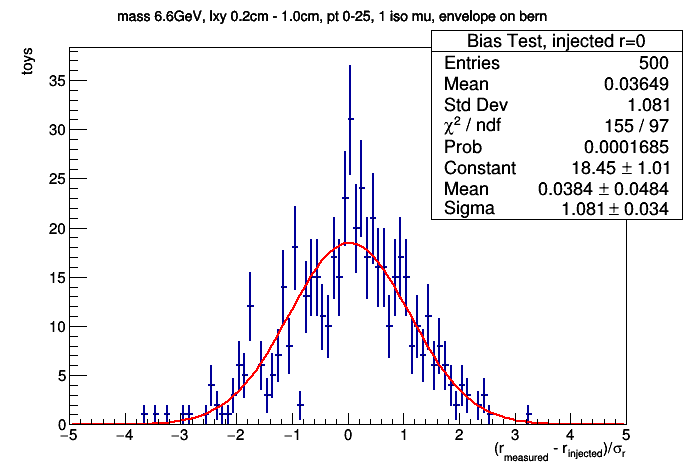 mass 6.6GeV, lxy 0.2cm - 1.0cm, pt 0-25, 1 iso mu, envelope on bern
Bias Test, injected r=0
Entries 500
Mean 0.03649
Std Dev 1.081
χ² / ndf 155 / 97
Prob 0.0001685
Constant 18.45 ± 1.01
Mean 0.0384 ± 0.0484
Sigma 1.081 ± 0.034
toys
35
30
25
20
15
10
5
0
−5 −4 −3 −2 −1 0 1 2 3 4 5
(r_measured - r_injected)/σ_r